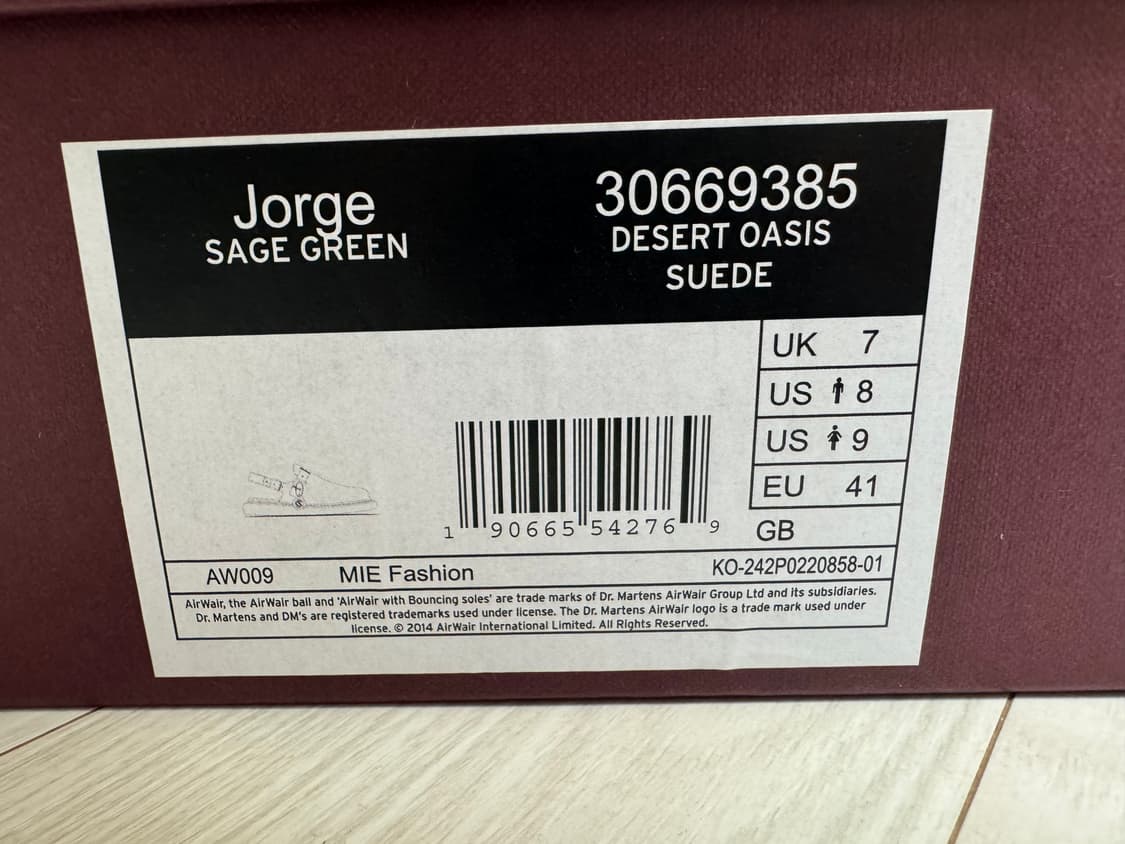 Jorge
SAGE GREEN
30669385
DESERT OASIS
SUEDE
UK 7
US 8
US 9
EU 41
GB
1 90665 54276 9
AW009 MIE Fashion KO-242P0220858-01
AirWair, the AirWair ball and 'AirWair with Bouncing soles' are trade marks of Dr. Martens AirWair Group Ltd and its subsidiaries.
Dr. Martens and DM's are registered trademarks used under license. The Dr. Martens AirWair logo is a trade mark used under
license. © 2014 AirWair International Limited. All Rights Reserved.